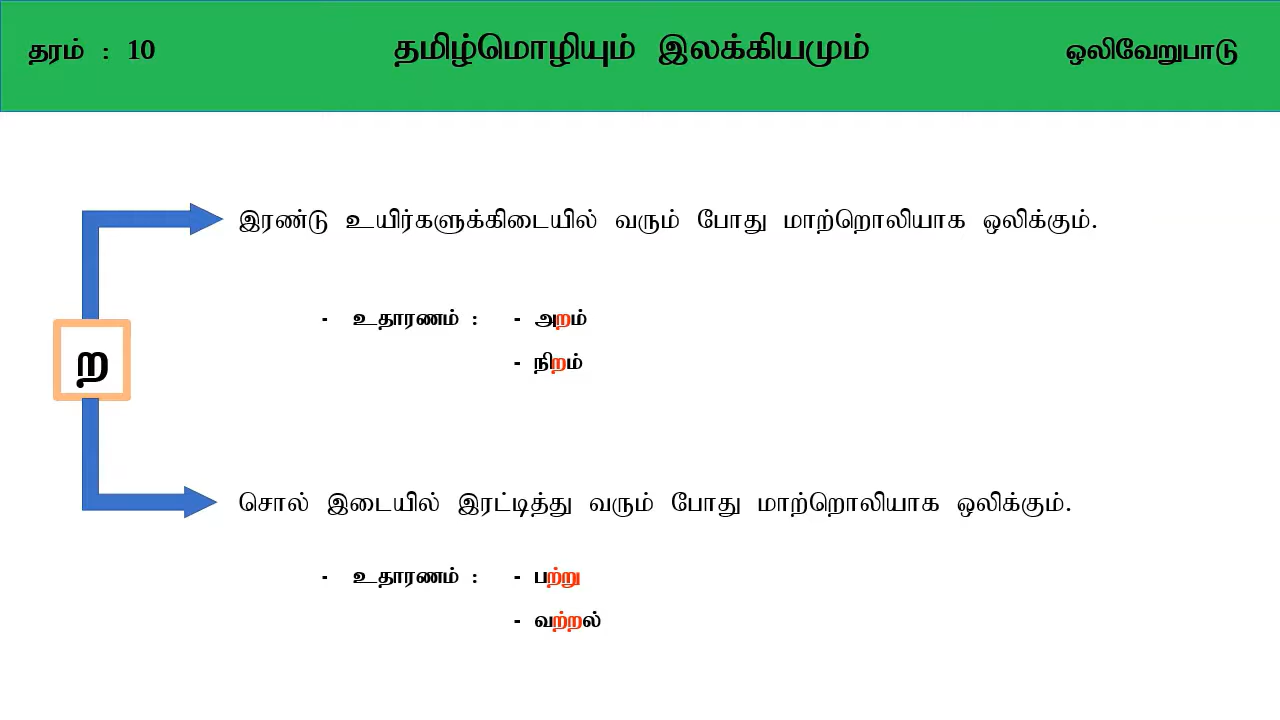 தரம் : 10 தமிழ்மொழியும் இலக்கியமும் ஒலிவேறுபாடு
இரண்டு உயிர்களுக்கிடையில் வரும் போது மாற்றொலியாக ஒலிக்கும்.
- உதாரணம் : - அறம்
- நிறம்
ற
சொல் இடையில் இரட்டித்து வரும் போது மாற்றொலியாக ஒலிக்கும்.
- உதாரணம் : - பற்று
- வற்றல்